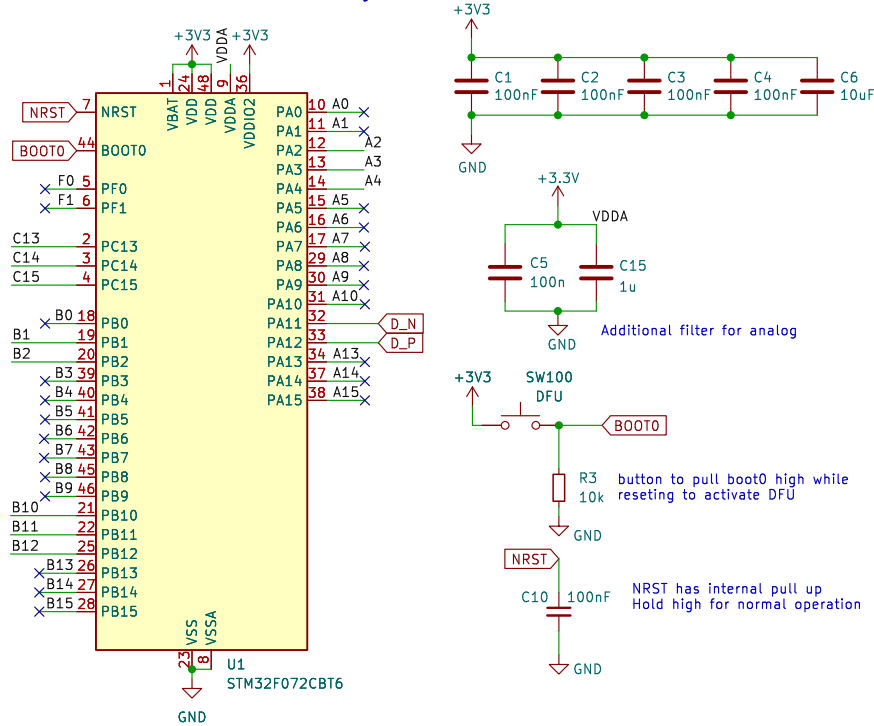 +3V3
VDDA
+3V3
1
24
48
9
36
VBAT
VDD
VDD
VDDA
VDDIO2
NRST
7
NRST
BOOT0
44
BOOT0
F0
5
PF0
F1
6
PF1
C13
2
PC13
C14
3
PC14
C15
4
PC15
B0
18
PB0
B1
19
PB1
B2
20
PB2
B3
39
PB3
B4
40
PB4
B5
41
PB5
B6
42
PB6
B7
43
PB7
B8
45
PB8
B9
46
PB9
B10
21
PB10
B11
22
PB11
B12
25
PB12
B13
26
PB13
B14
27
PB14
B15
28
PB15
PA0
10
A0
PA1
11
A1
PA2
12
A2
PA3
13
A3
PA4
14
A4
PA5
15
A5
PA6
16
A6
PA7
17
A7
PA8
29
A8
PA9
30
A9
PA10
31
A10
PA11
32
D_N
PA12
33
D_P
PA13
34
A13
PA14
37
A14
PA15
38
A15
VSS
VSSA
23
8
U1
STM32F072CBT6
GND
+3V3
C1
100nF
C2
100nF
C3
100nF
C4
100nF
C6
10uF
GND
+3.3V
VDDA
C5
100n
C15
1u
GND
Additional filter for analog
+3V3
SW100
DFU
BOOT0
R3
10k
button to pull boot0 high while
reseting to activate DFU
GND
NRST
C10
100nF
NRST has internal pull up
Hold high for normal operation
GND